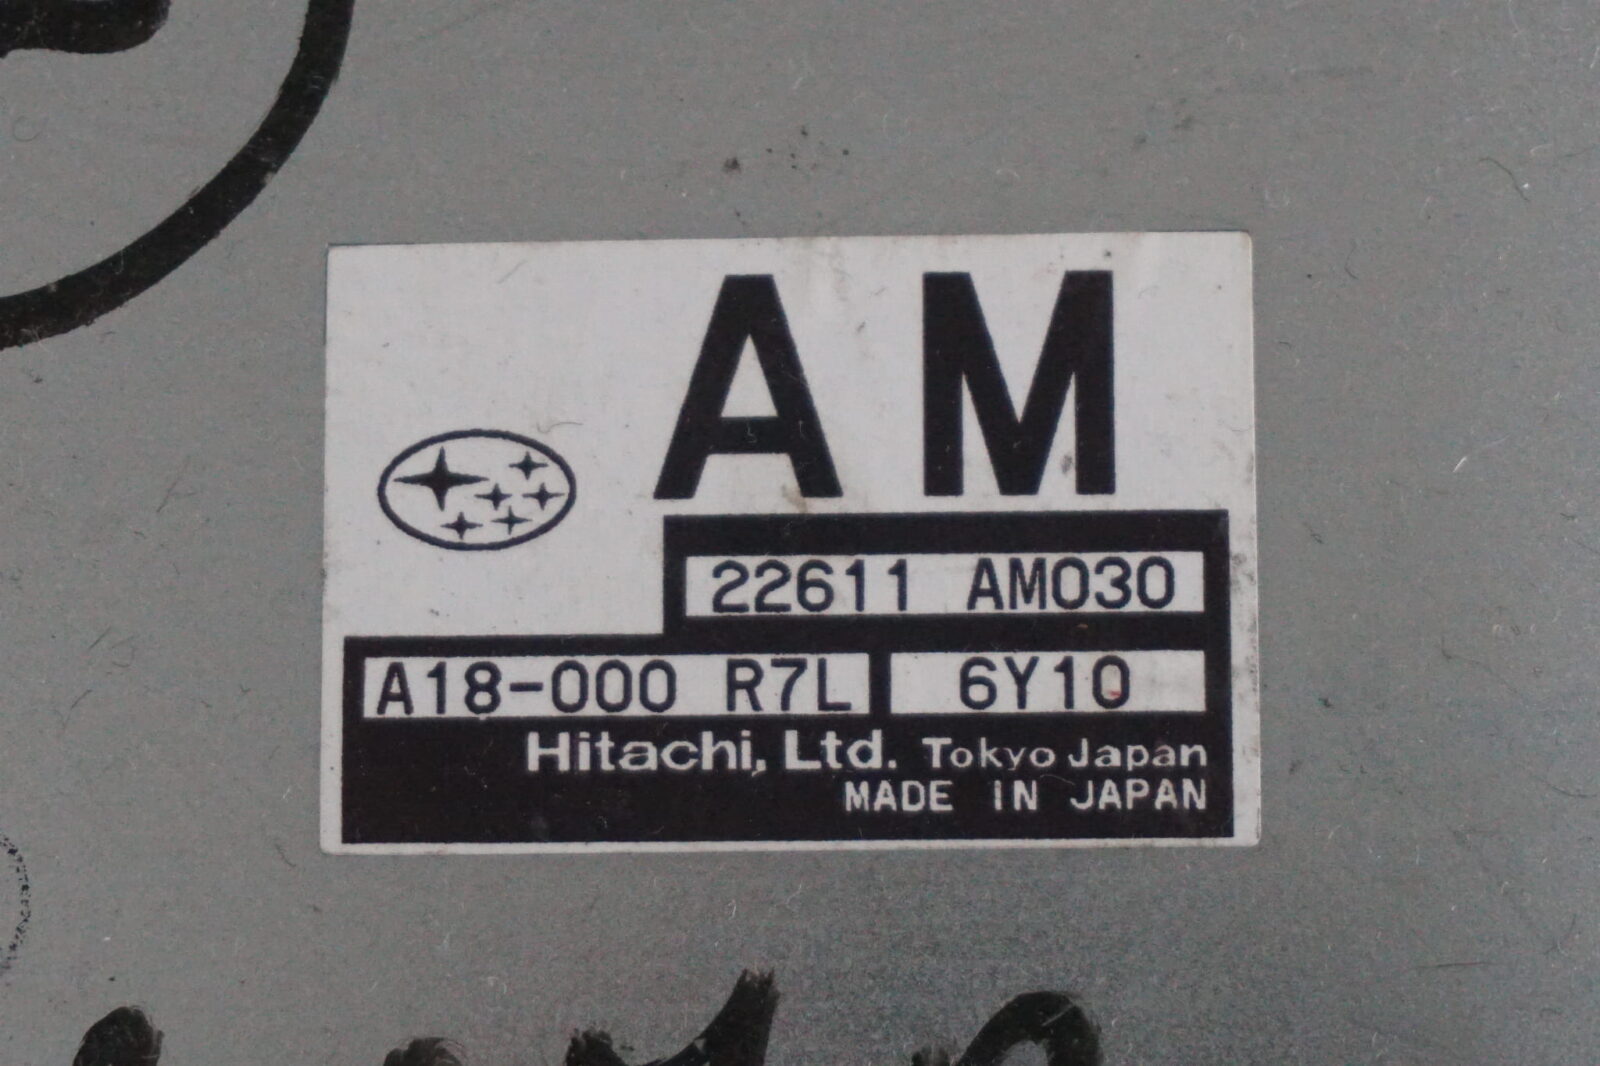 AM
22611 AM030
A18-000 R7L 6Y10
Hitachi, Ltd. Tokyo Japan
MADE IN JAPAN